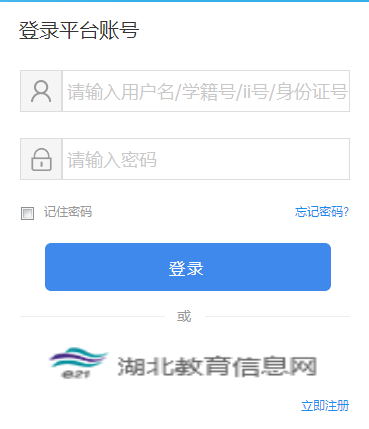 登录平台账号
请输入用户名/学籍号/ii号/身份证号
请输入密码
记住密码 忘记密码?
登录
或
e21 湖北教育信息网
立即注册